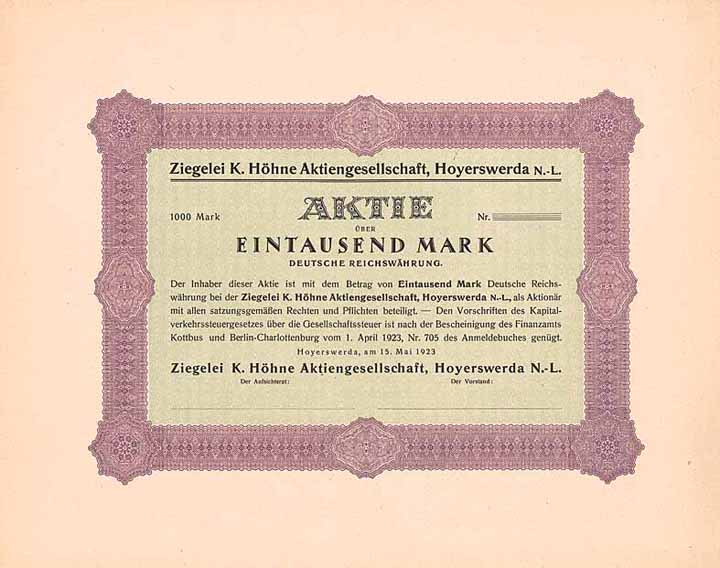 Ziegelei K. Höhne Aktiengesellschaft, Hoyerswerda N.-L.
1000 Mark AKTIE Nr.
ÜBER
EINTAUSEND MARK
DEUTSCHE REICHSWÄHRUNG.
Der Inhaber dieser Aktie ist mit dem Betrag von Eintausend Mark Deutsche Reichs-
währung bei der Ziegelei K. Höhne Aktiengesellschaft, Hoyerswerda N.-L., als Aktionär
mit allen satzungsgemäßen Rechten und Pflichten beteiligt. — Den Vorschriften des Kapital-
verkehrssteuergesetzes über die Gesellschaftssteuer ist nach der Bescheinigung des Finanzamts
Kottbus und Berlin-Charlottenburg vom 1. April 1923, Nr. 705 des Anmeldebuches genügt.
Hoyerswerda, am 15. Mai 1923
Ziegelei K. Höhne Aktiengesellschaft, Hoyerswerda N.-L.
Der Aufsichtsrat: Der Vorstand: